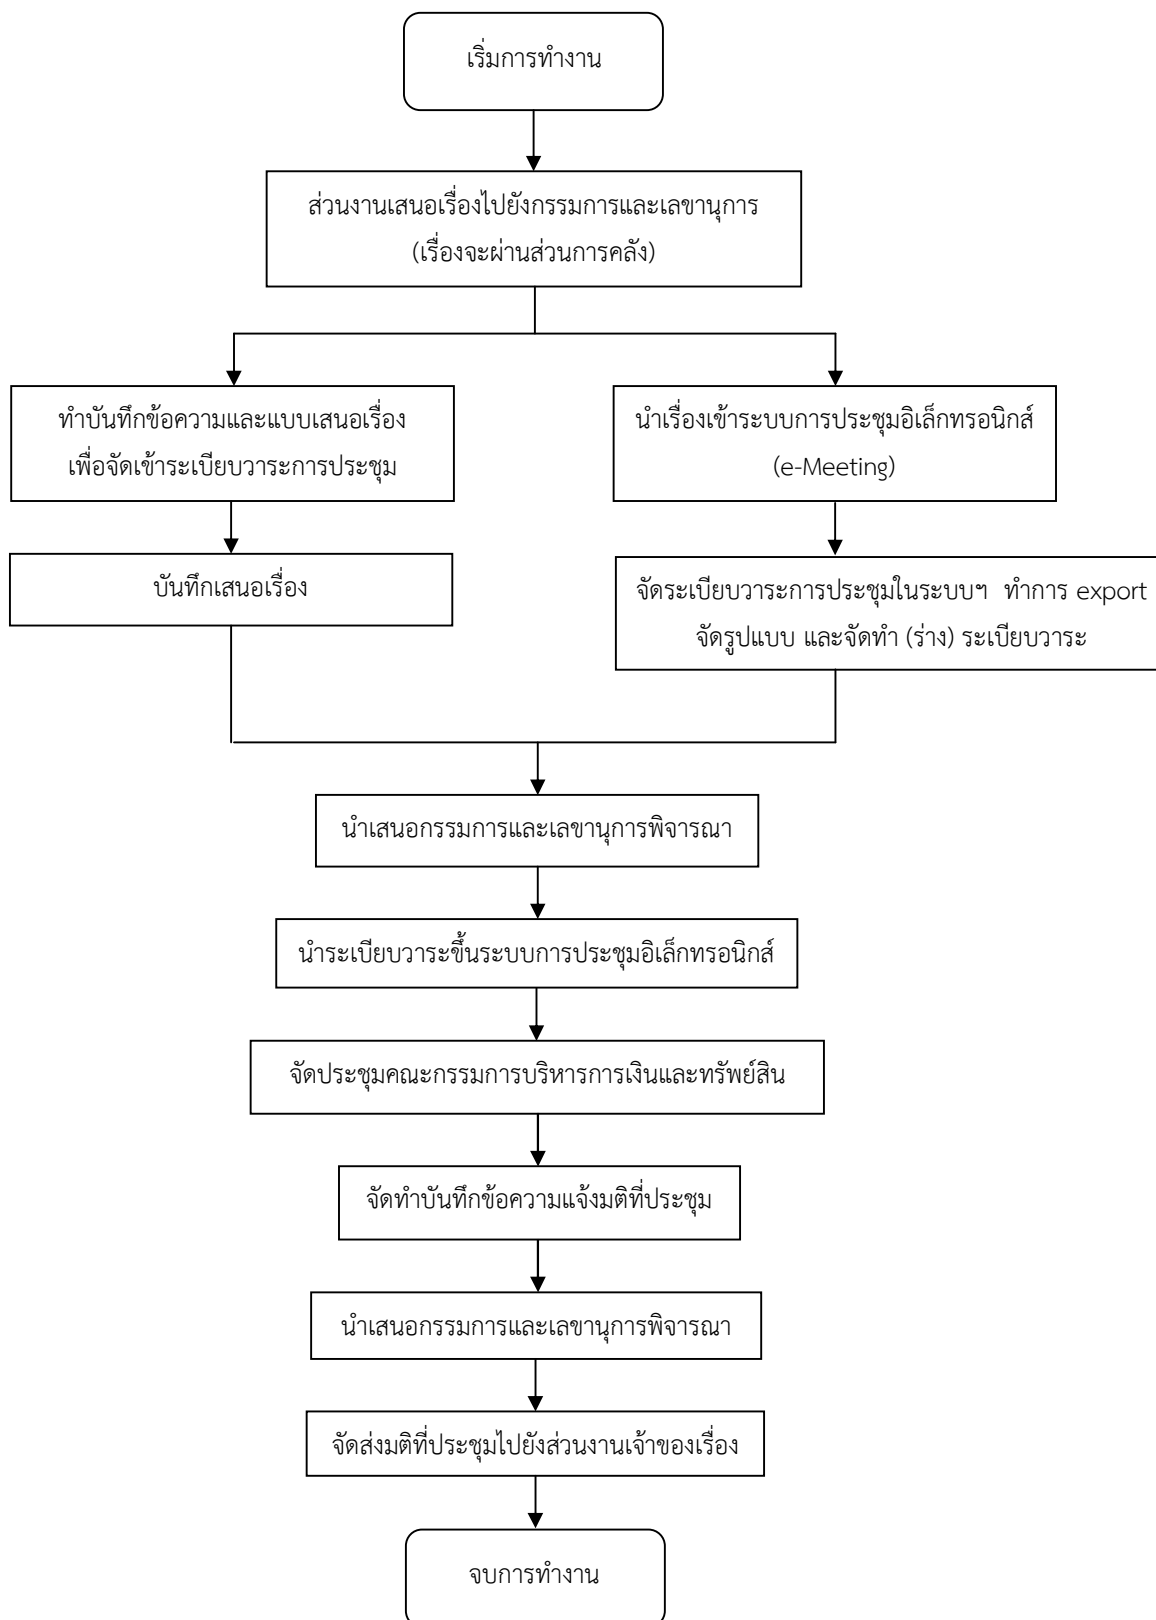 เริ่มการทำงาน
ส่วนงานเสนอเรื่องไปยังกรรมการและเลขานุการ
(เรื่องจะผ่านส่วนการคลัง)
ทำบันทึกข้อความและแบบเสนอเรื่อง
เพื่อจัดเข้าระเบียบวาระการประชุม
นำเรื่องเข้าระบบการประชุมอิเล็กทรอนิกส์
(e-Meeting)
บันทึกเสนอเรื่อง
จัดระเบียบวาระการประชุมในระบบฯ ทำการ export
จัดรูปแบบ และจัดทำ (ร่าง) ระเบียบวาระ
นำเสนอกรรมการและเลขานุการพิจารณา
นำระเบียบวาระขึ้นระบบการประชุมอิเล็กทรอนิกส์
จัดประชุมคณะกรรมการบริหารการเงินและทรัพย์สิน
จัดทำบันทึกข้อความแจ้งมติที่ประชุม
นำเสนอกรรมการและเลขานุการพิจารณา
จัดส่งมติที่ประชุมไปยังส่วนงานเจ้าของเรื่อง
จบการทำงาน